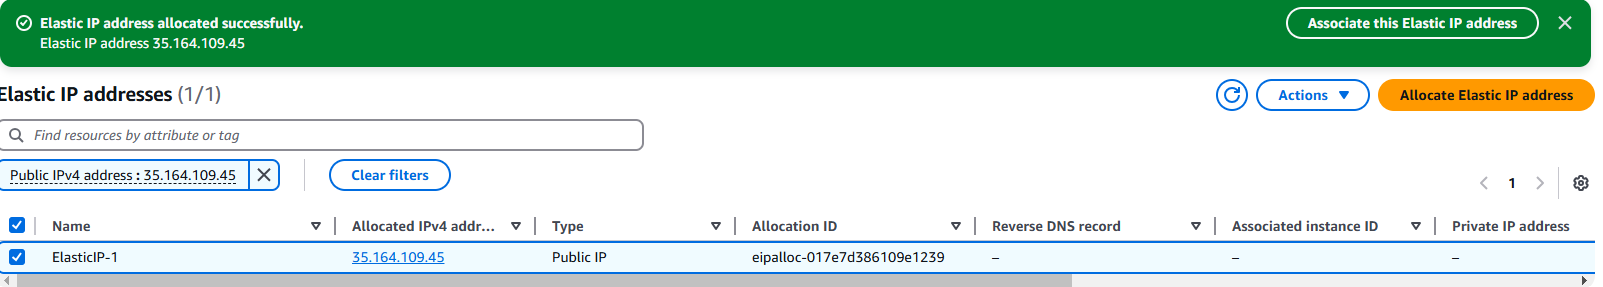 Elastic IP address allocated successfully.
Elastic IP address 35.164.109.45
Associate this Elastic IP address
Elastic IP addresses (1/1)
Actions
Allocate Elastic IP address
Find resources by attribute or tag
Public IPv4 address : 35.164.109.45
Clear filters
1
Name Allocated IPv4 addr... Type Allocation ID Reverse DNS record Associated instance ID Private IP address
ElasticIP-1 35.164.109.45 Public IP eipalloc-017e7d386109e1239 – – –